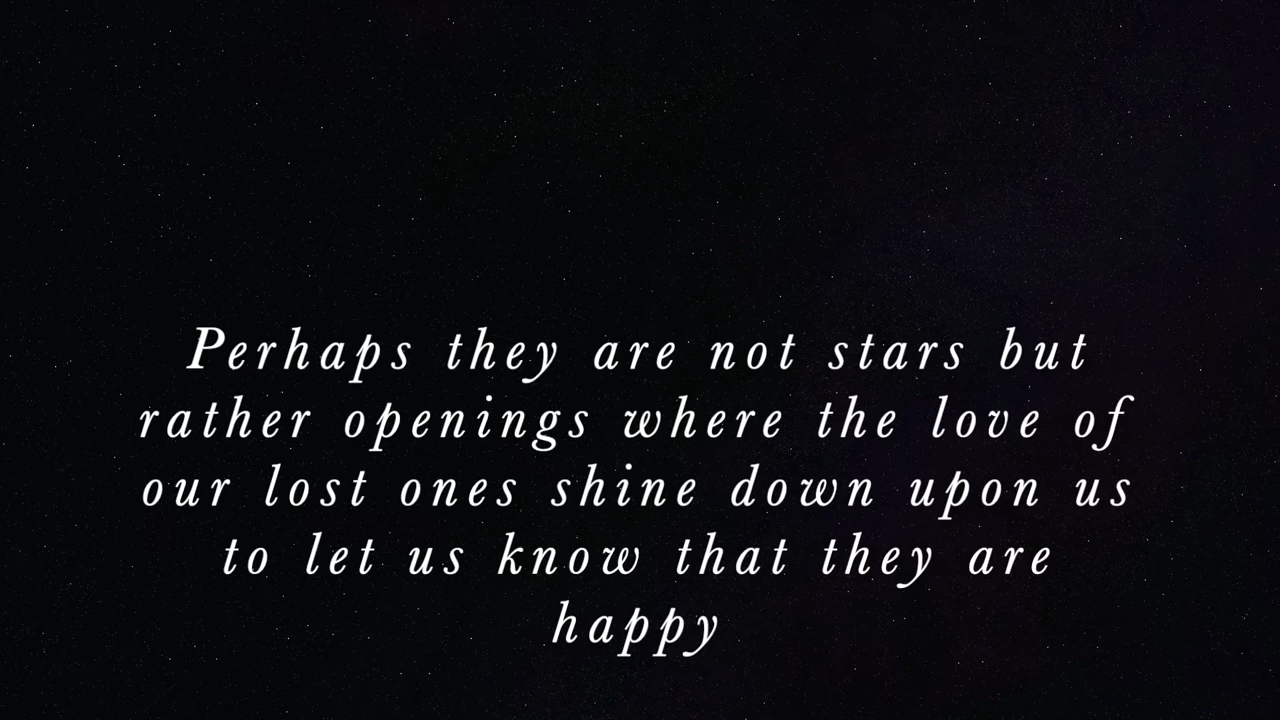 Perhaps they are not stars but
rather openings where the love of
our lost ones shine down upon us
to let us know that they are
happy